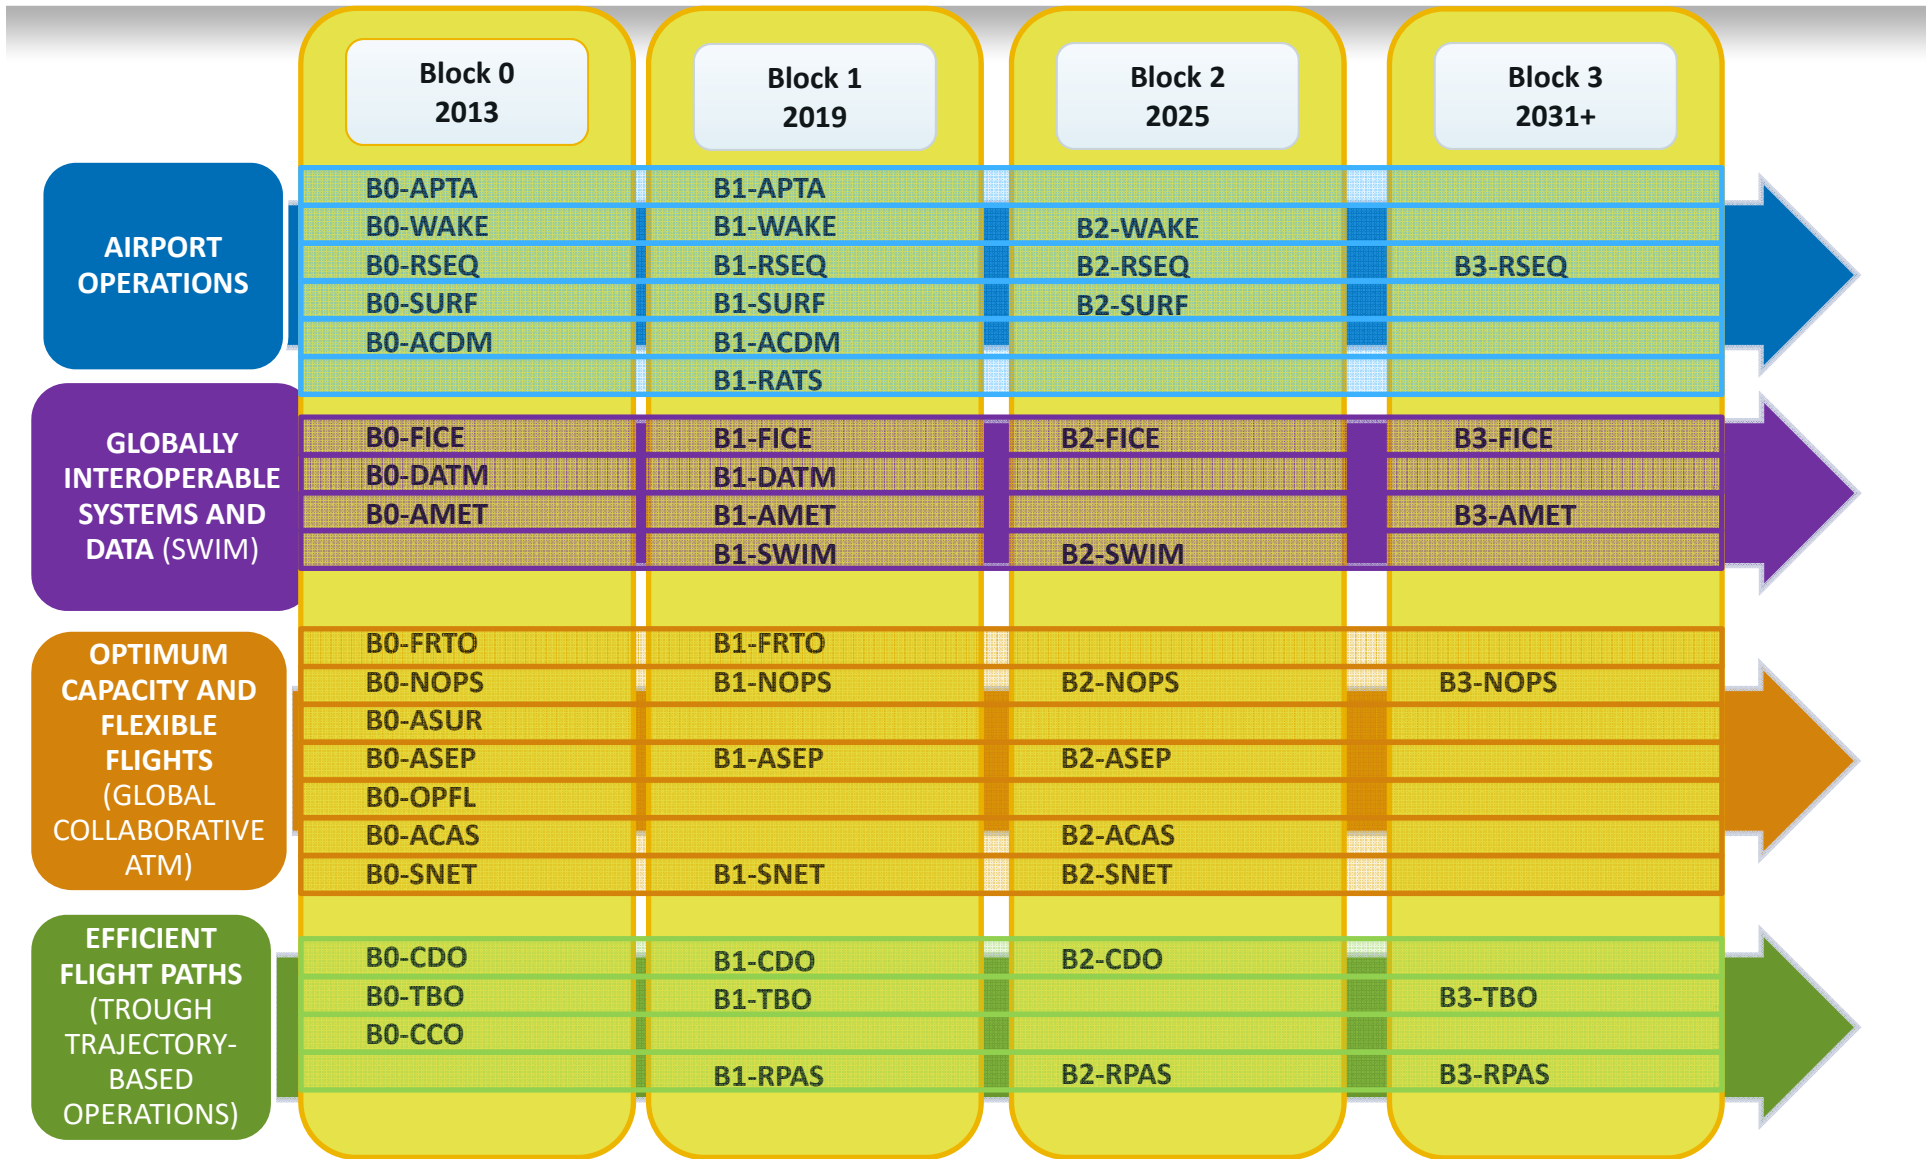 Block 0
2013
Block 1
2019
Block 2
2025
Block 3
2031+
AIRPORT
OPERATIONS
B0-APTA B1-APTA
B0-WAKE B1-WAKE B2-WAKE
B0-RSEQ B1-RSEQ B2-RSEQ B3-RSEQ
B0-SURF B1-SURF B2-SURF
B0-ACDM B1-ACDM
B1-RATS
GLOBALLY
INTEROPERABLE
SYSTEMS AND
DATA (SWIM)
B0-FICE B1-FICE B2-FICE B3-FICE
B0-DATM B1-DATM
B0-AMET B1-AMET B3-AMET
B1-SWIM B2-SWIM
OPTIMUM
CAPACITY AND
FLEXIBLE
FLIGHTS
(GLOBAL
COLLABORATIVE
ATM)
B0-FRTO B1-FRTO
B0-NOPS B1-NOPS B2-NOPS B3-NOPS
B0-ASUR
B0-ASEP B1-ASEP B2-ASEP
B0-OPFL
B0-ACAS B2-ACAS
B0-SNET B1-SNET B2-SNET
EFFICIENT
FLIGHT PATHS
(TROUGH
TRAJECTORY-
BASED
OPERATIONS)
B0-CDO B1-CDO B2-CDO
B0-TBO B1-TBO B3-TBO
B0-CCO
B1-RPAS B2-RPAS B3-RPAS